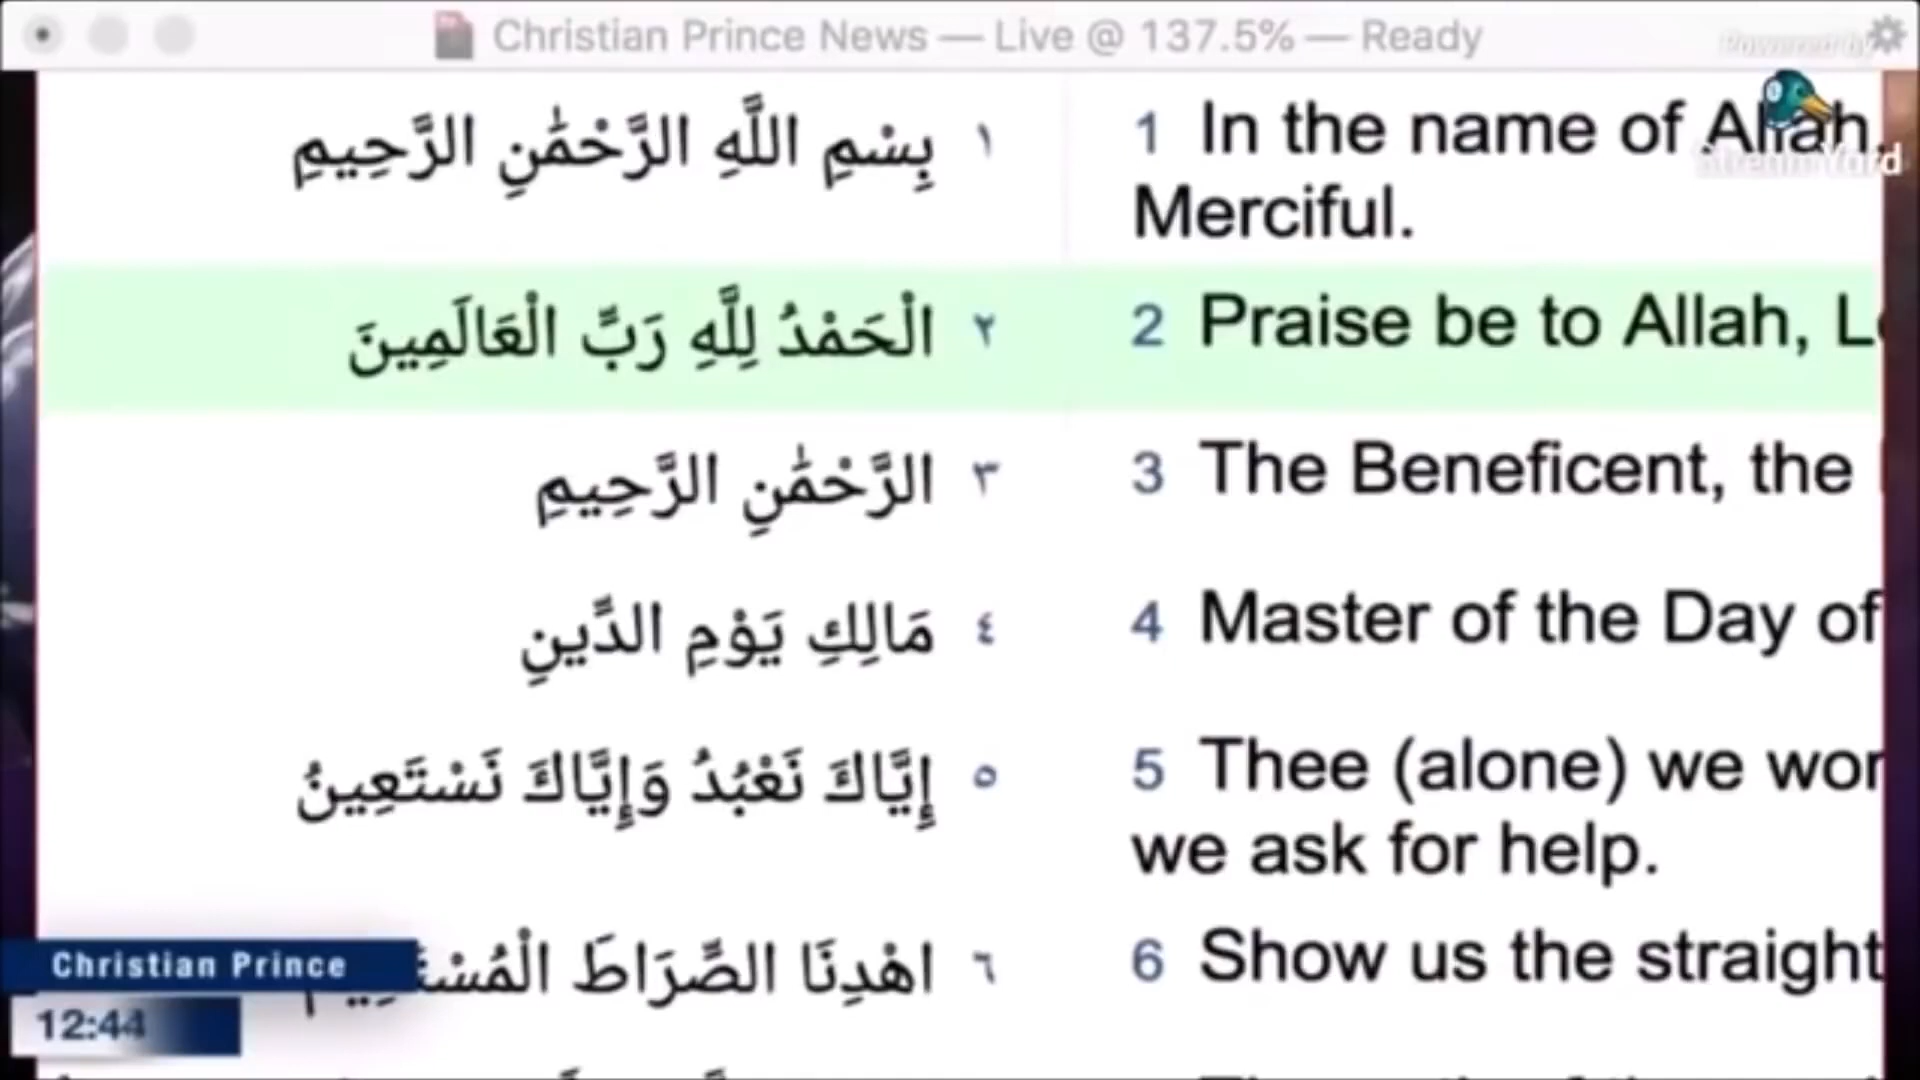 Christian Prince News — Live @ 137.5% — Ready
Powered by
StreamYard
بِسْمِ اللَّهِ الرَّحْمَٰنِ الرَّحِيمِ ١
1 In the name of Allah,
Merciful.
الْحَمْدُ لِلَّهِ رَبِّ الْعَالَمِينَ ٢
2 Praise be to Allah,
الرَّحْمَٰنِ الرَّحِيمِ ٣
3 The Beneficent, the
مَالِكِ يَوْمِ الدِّينِ ٤
4 Master of the Day of
إِيَّاكَ نَعْبُدُ وَإِيَّاكَ نَسْتَعِينُ ٥
5 Thee (alone) we wor
we ask for help.
اهْدِنَا الصِّرَاطَ ٦
6 Show us the straight
Christian Prince
12:44